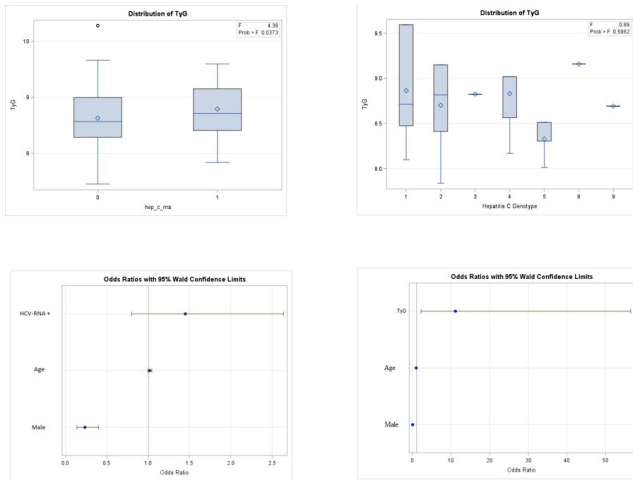 Distribution of TyG
F 4.38
Prob > F 0.0373
10
9
8
TyG
0 1
hep_c_rna
Distribution of TyG
F 0.89
Prob > F 0.5062
9.5
9.0
8.5
8.0
TyG
1 2 3 4 5 8 9
Hepatitis C Genotype
Odds Ratios with 95% Wald Confidence Limits
HCV-RNA +
Age
Male
0.0 0.5 1.0 1.5 2.0 2.5
Odds Ratio
Odds Ratios with 95% Wald Confidence Limits
TyG
Age
Male
0 10 20 30 40 50
Odds Ratio